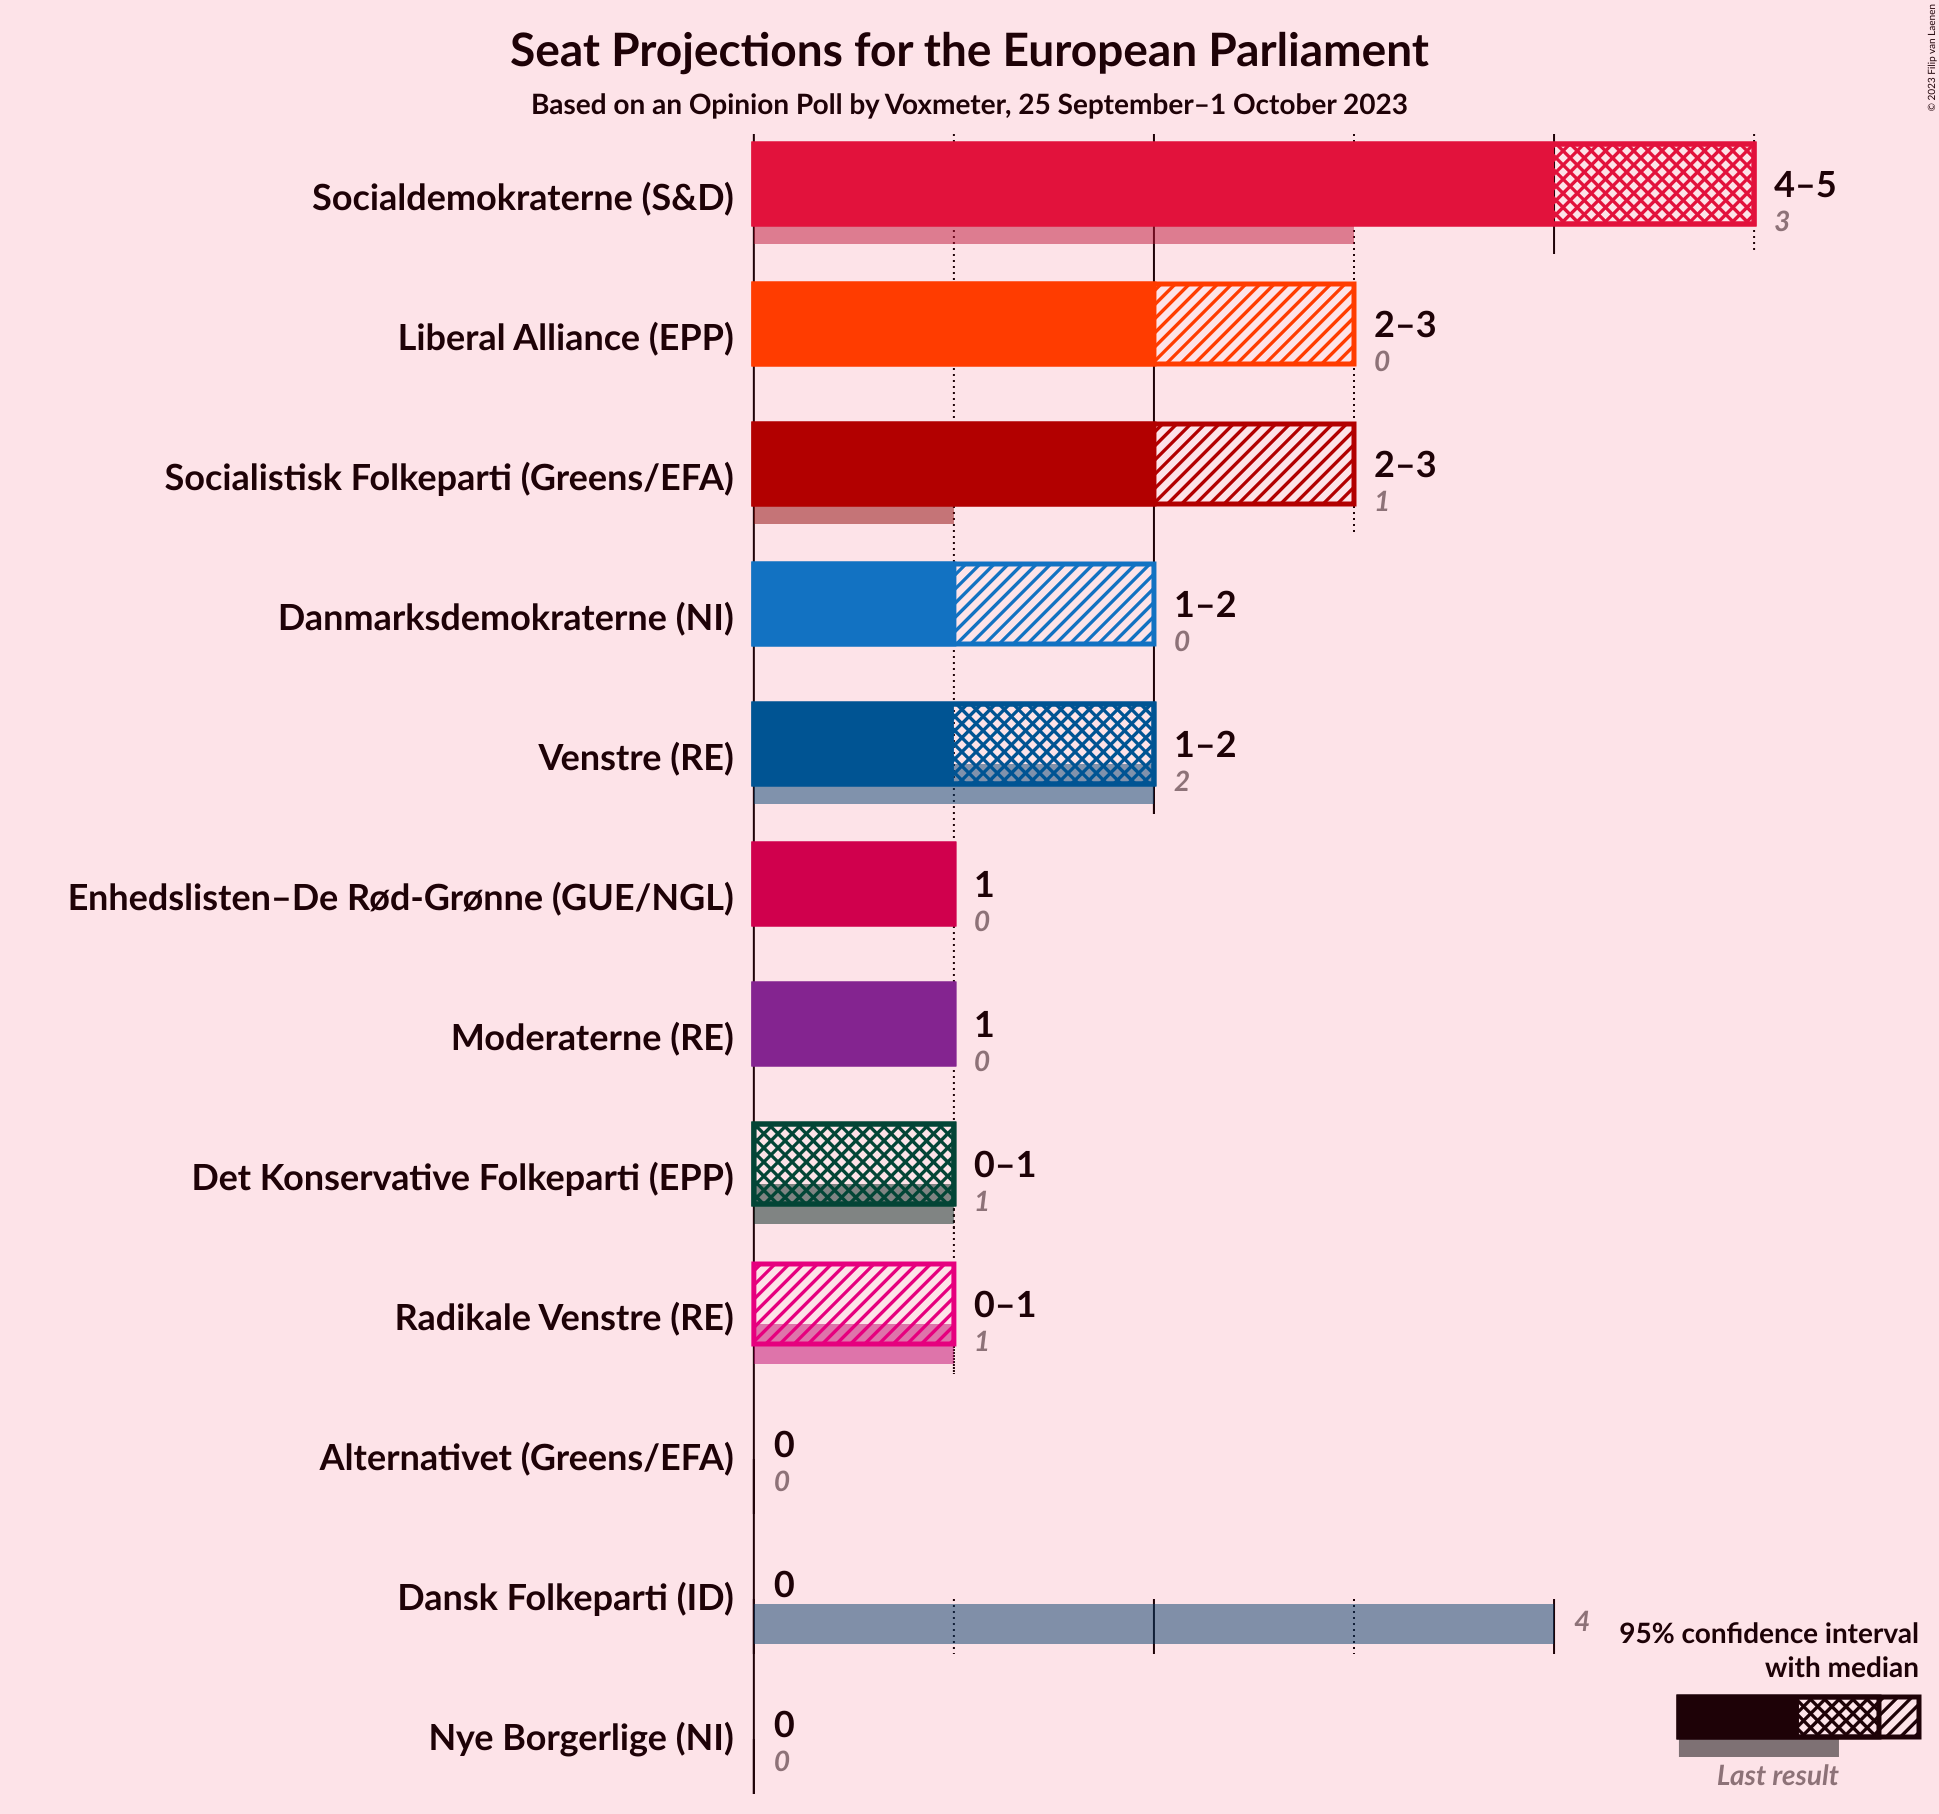 Seat Projections for the European Parliament
Based on an Opinion Poll by Voxmeter, 25 September–1 October 2023
© 2023 Filip van Laenen
Socialdemokraterne (S&D)
4–5
3
Liberal Alliance (EPP)
2–3
0
Socialistisk Folkeparti (Greens/EFA)
2–3
1
Danmarksdemokraterne (NI)
1–2
0
Venstre (RE)
1–2
2
Enhedslisten–De Rød-Grønne (GUE/NGL)
1
0
Moderaterne (RE)
1
0
Det Konservative Folkeparti (EPP)
0–1
1
Radikale Venstre (RE)
0–1
1
Alternativet (Greens/EFA)
0
0
Dansk Folkeparti (ID)
0
4
Nye Borgerlige (NI)
0
0
95% confidence interval
with median
Last result